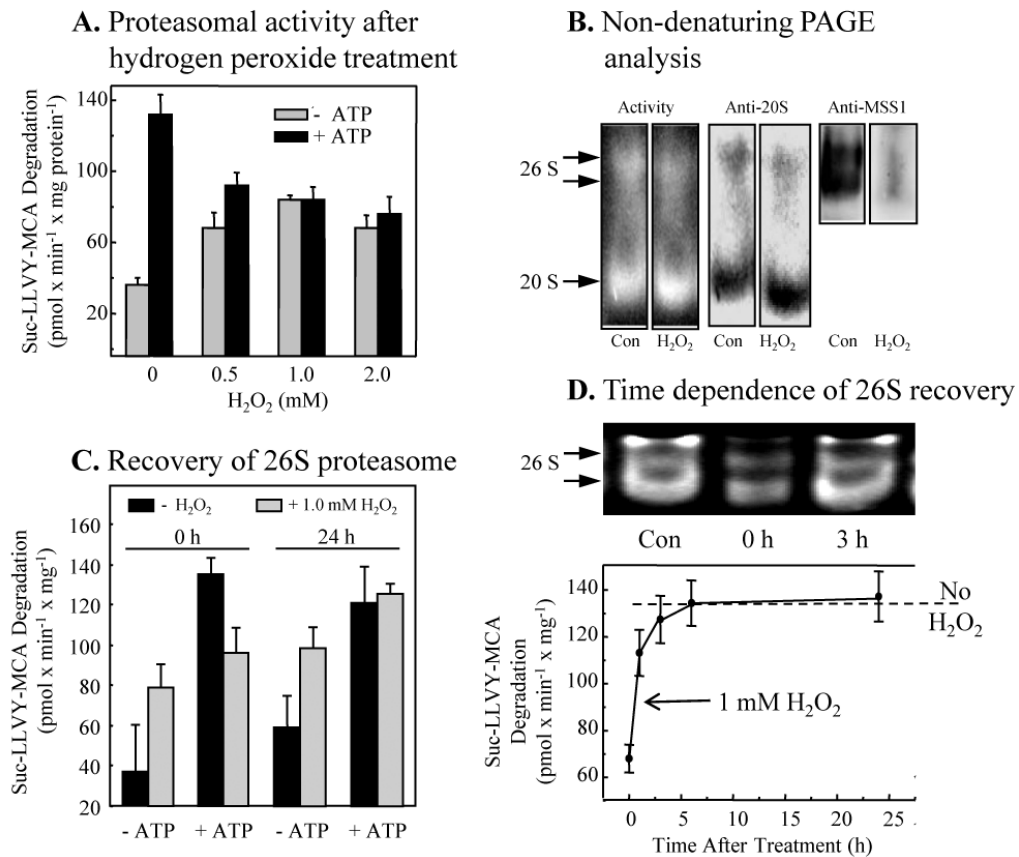 A. Proteasomal activity after
hydrogen peroxide treatment
Suc-LLVY-MCA Degradation
(pmol x min⁻¹ x mg protein⁻¹)
140
100
60
20
- ATP
+ ATP
0 0.5 1.0 2.0
H₂O₂ (mM)
B. Non-denaturing PAGE
analysis
Activity Anti-20S Anti-MSS1
26 S
20 S
Con H₂O₂ Con H₂O₂ Con H₂O₂
C. Recovery of 26S proteasome
Suc-LLVY-MCA Degradation
(pmol x min⁻¹ x mg⁻¹)
160
140
120
100
80
60
40
20
- H₂O₂ + 1.0 mM H₂O₂
0 h 24 h
- ATP + ATP - ATP + ATP
D. Time dependence of 26S recovery
26 S
Con 0 h 3 h
Suc-LLVY-MCA
Degradation
(pmol x min⁻¹ x mg⁻¹)
140
120
100
80
60
No
H₂O₂
1 mM H₂O₂
0 5 10 15 20 25
Time After Treatment (h)